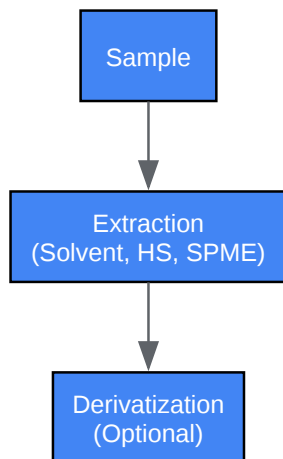 Sample
Extraction
(Solvent, HS, SPME)
Derivatization
(Optional)